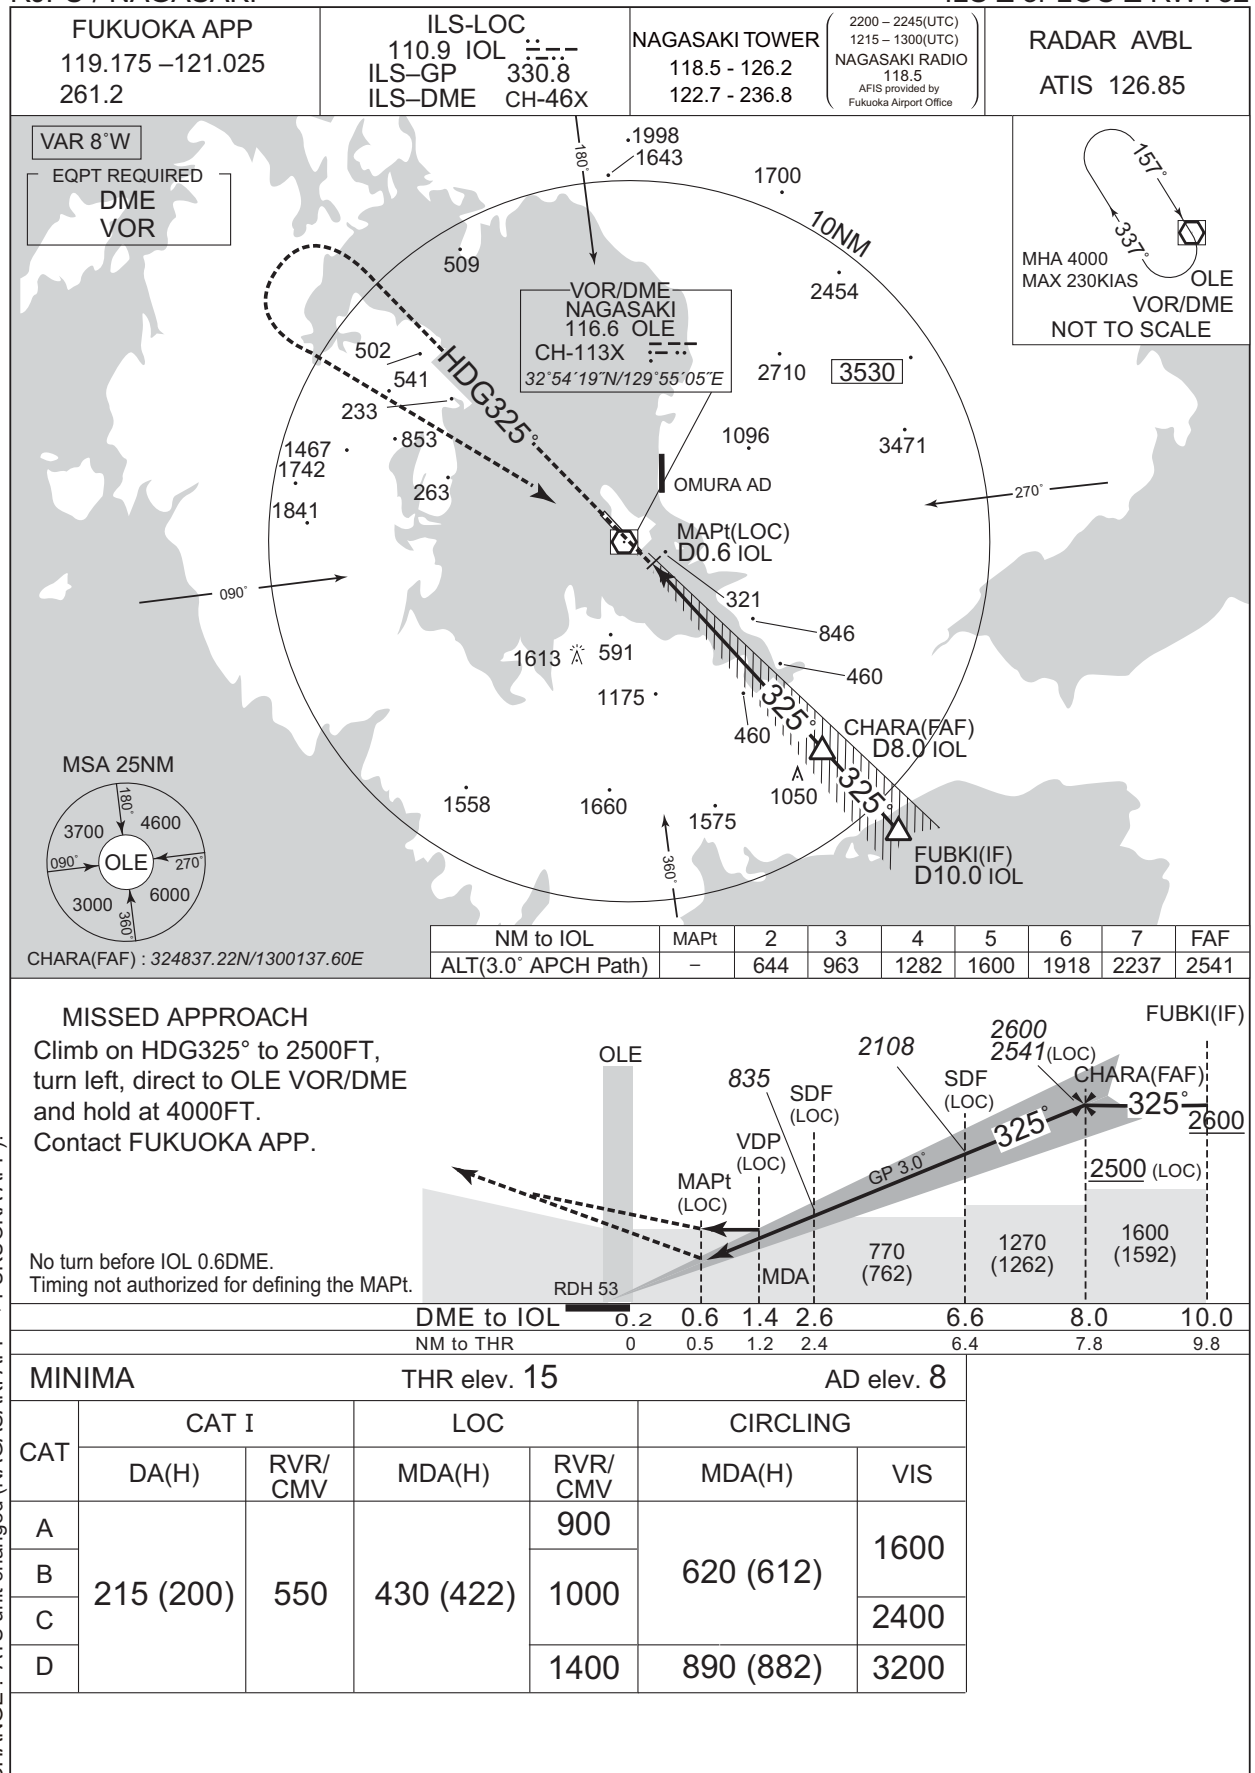 FUKUOKA APP
119.175 –121.025
261.2
ILS-LOC
110.9 IOL
ILS–GP 330.8
ILS–DME CH-46X
NAGASAKI TOWER
118.5 - 126.2
122.7 - 236.8
2200 – 2245(UTC)
1215 – 1300(UTC)
NAGASAKI RADIO
118.5
AFIS provided by
Fukuoka Airport Office
RADAR AVBL
ATIS 126.85
VAR 8˚W
EQPT REQUIRED
DME
VOR
180˚
1998
1643
1700
10NM
157˚
337˚
MHA 4000
MAX 230KIAS
OLE
VOR/DME
NOT TO SCALE
509
2454
VOR/DME
NAGASAKI
116.6 OLE
CH-113X
32˚54´19˝N/129˚55´05˝E
502
541
233
HDG325˚
2710
3530
1467
853
1742
263
1841
1096
3471
OMURA AD
270˚
MAPt(LOC)
D0.6 IOL
090˚
321
846
1613
591
460
1175
325˚
460
CHARA(FAF)
D8.0 IOL
325˚
1050
1558
1660
1575
360˚
FUBKI(IF)
D10.0 IOL
MSA 25NM
180˚
3700
4600
090˚
OLE
270˚
3000
6000
360˚
CHARA(FAF) : 324837.22N/1300137.60E
NM to IOL MAPt 2 3 4 5 6 7 FAF
ALT(3.0˚ APCH Path) – 644 963 1282 1600 1918 2237 2541
MISSED APPROACH
Climb on HDG325° to 2500FT,
turn left, direct to OLE VOR/DME
and hold at 4000FT.
Contact FUKUOKA APP.
No turn before IOL 0.6DME.
Timing not authorized for defining the MAPt.
OLE
835
2108
2600
2541(LOC)
FUBKI(IF)
SDF
(LOC)
SDF
(LOC)
CHARA(FAF)
VDP
(LOC)
MAPt
(LOC)
325˚
325˚
2600
GP 3.0˚
2500 (LOC)
MDA
770
(762)
1270
(1262)
1600
(1592)
RDH 53
DME to IOL 0.2 0.6 1.4 2.6 6.6 8.0 10.0
NM to THR 0 0.5 1.2 2.4 6.4 7.8 9.8
MINIMA THR elev. 15 AD elev. 8
CAT
CAT I
LOC
CIRCLING
DA(H)
RVR/
CMV
MDA(H)
RVR/
CMV
MDA(H)
VIS
A
B
C
D
215 (200)
550
430 (422)
900
1000
1400
620 (612)
890 (882)
1600
2400
3200